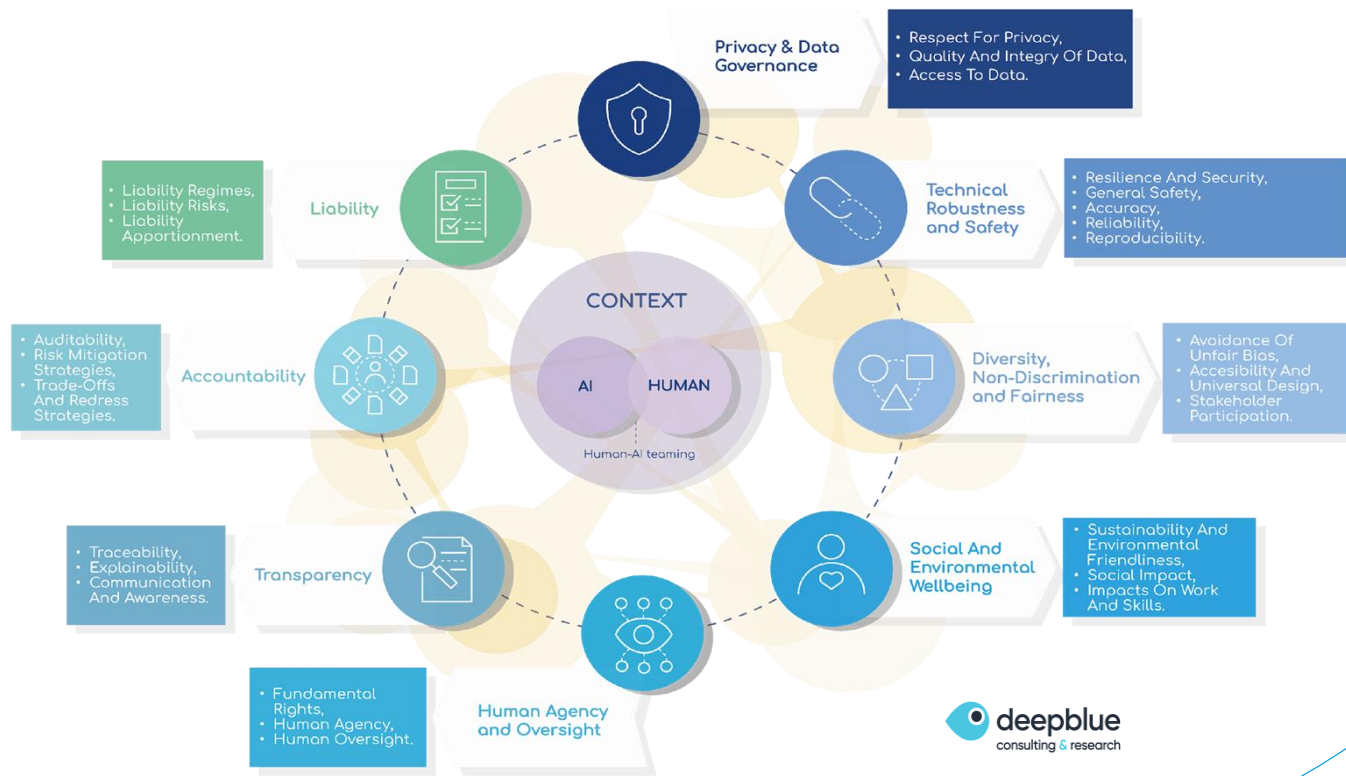 Privacy & Data
Governance
• Respect For Privacy,
• Quality And Integry Of Data,
• Access To Data.
Technical
Robustness
and Safety
• Resilience And Security,
• General Safety,
• Accuracy,
• Reliability,
• Reproducibility.
Diversity,
Non-Discrimination
and Fairness
• Avoidance Of
Unfair Bias,
• Accesibility And
Universal Design,
• Stakeholder
Participation.
Social And
Environmental
Wellbeing
• Sustainability And
Environmental
Friendliness,
• Social Impact,
• Impacts On Work
And Skills.
Human Agency
and Oversight
• Fundamental
Rights,
• Human Agency,
• Human Oversight.
Transparency
• Traceability,
• Explainability,
• Communication
And Awareness.
Accountability
• Auditability,
• Risk Mitigation
Strategies,
• Trade-Offs
And Redress
Strategies.
Liability
• Liability Regimes,
• Liability Risks,
• Liability
Apportionment.
CONTEXT
AI
HUMAN
Human-AI teaming
deepblue
consulting & research